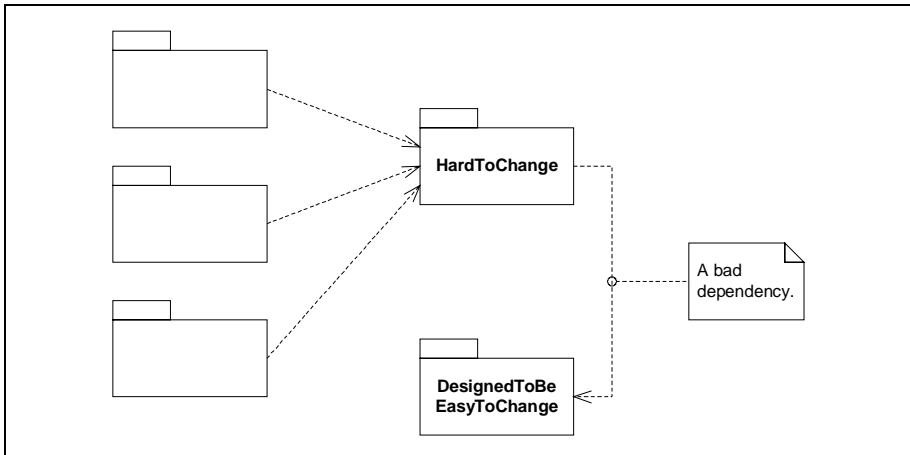 HardToChange
A bad
dependency.
DesignedToBe
EasyToChange